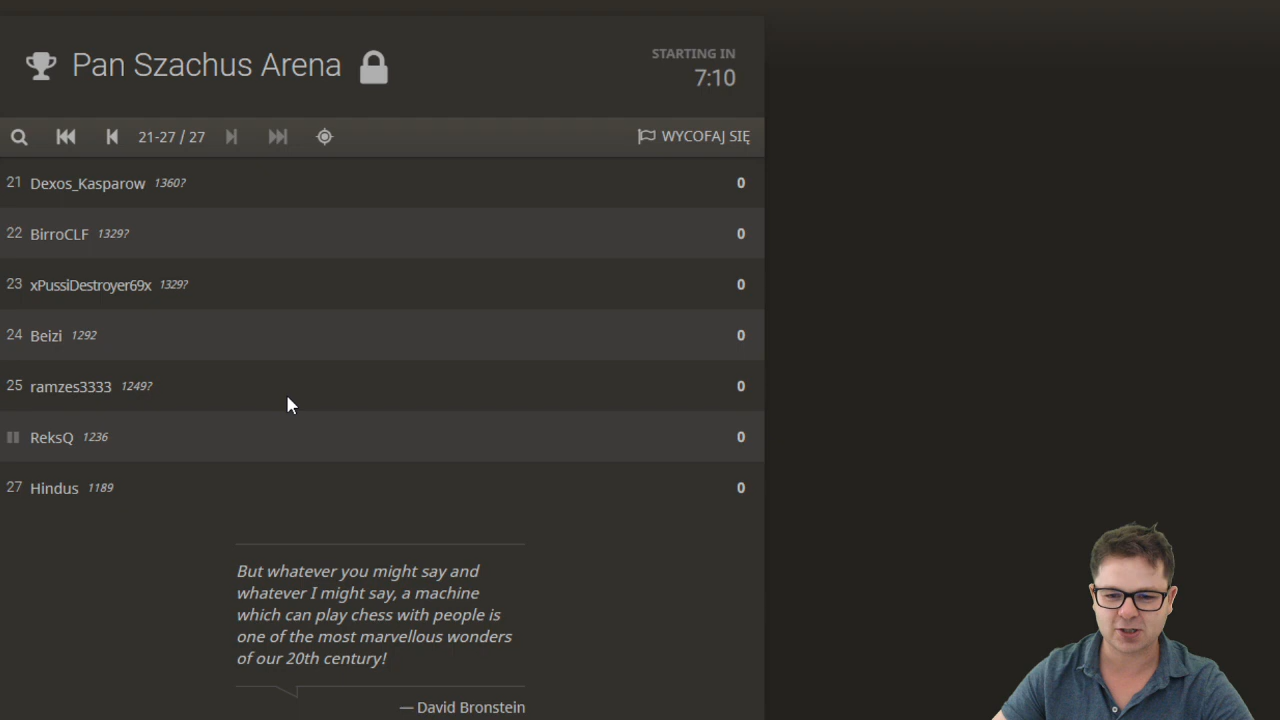 Pan Szachus Arena
STARTING IN
7:10
21-27 / 27
WYCOFAJ SIĘ
21 Dexos_Kasparow 1360? 0
22 BirroCLF 1329? 0
23 xPussiDestroyer69x 1329? 0
24 Beizi 1292 0
25 ramzes3333 1249? 0
ReksQ 1236 0
27 Hindus 1189 0
But whatever you might say and
whatever I might say, a machine
which can play chess with people is
one of the most marvellous wonders
of our 20th century!
— David Bronstein